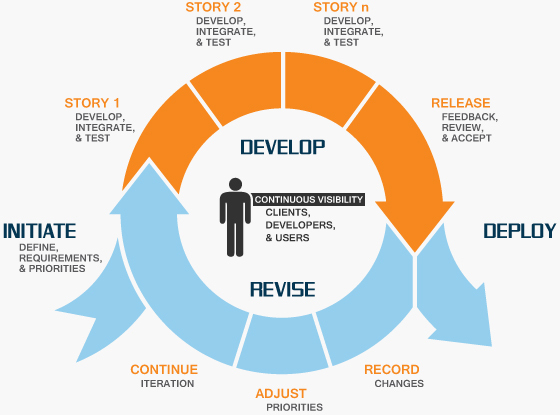 STORY 2
DEVELOP,
INTEGRATE,
& TEST
STORY n
DEVELOP,
INTEGRATE,
& TEST
STORY 1
DEVELOP,
INTEGRATE,
& TEST
RELEASE
FEEDBACK,
REVIEW,
& ACCEPT
DEVELOP
CONTINUOUS VISIBILITY
CLIENTS,
DEVELOPERS,
& USERS
INITIATE
DEFINE,
REQUIREMENTS,
& PRIORITIES
DEPLOY
REVISE
CONTINUE
ITERATION
ADJUST
PRIORITIES
RECORD
CHANGES